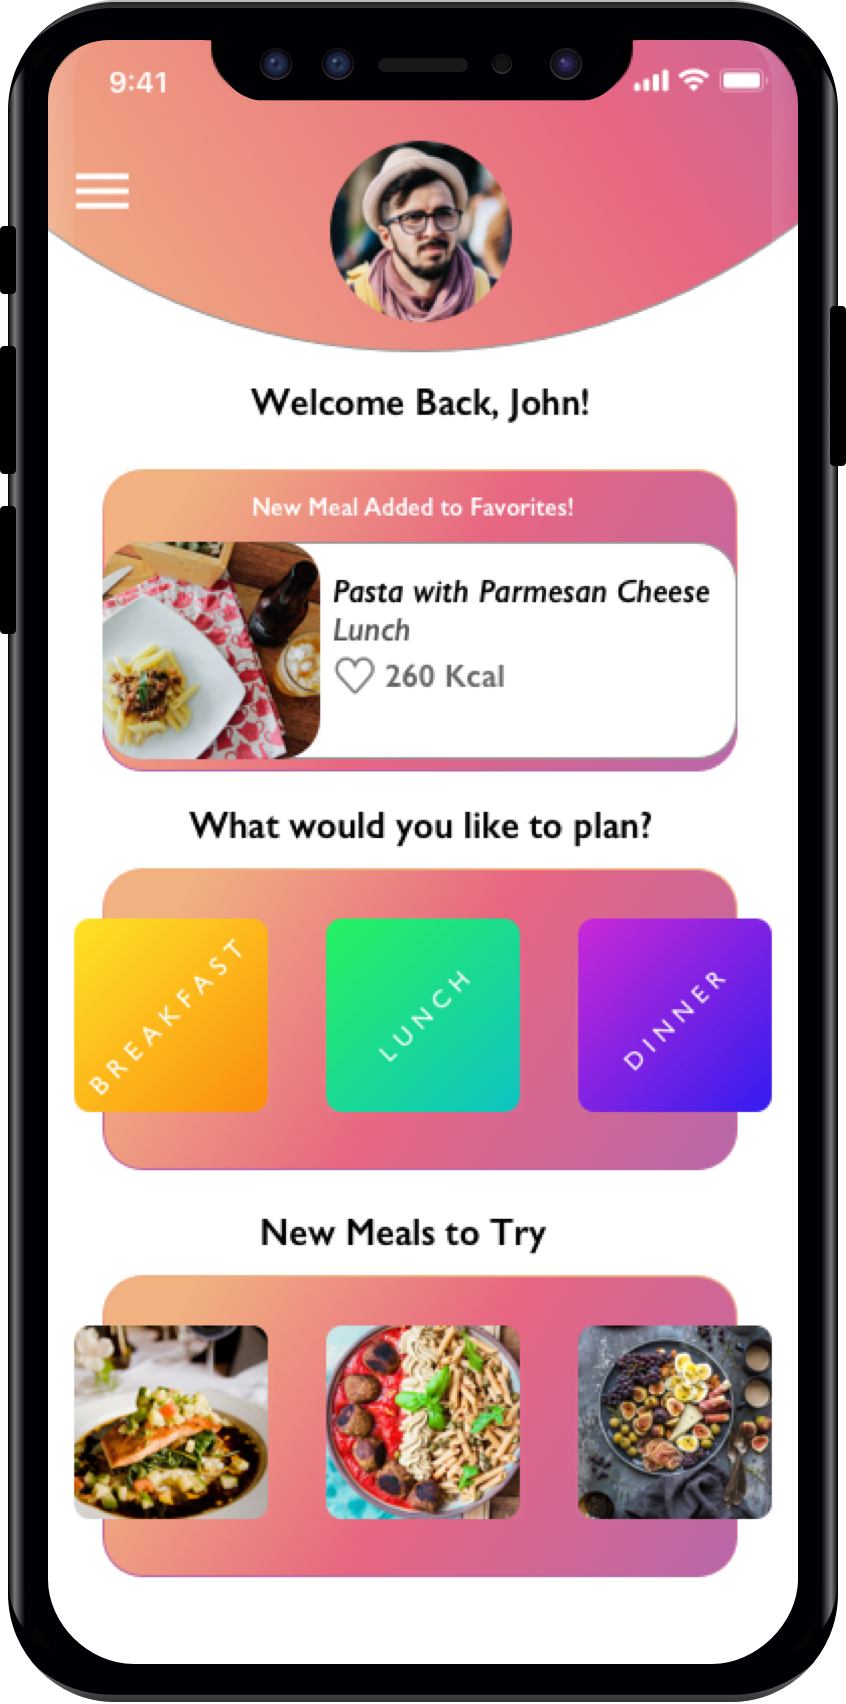 9:41
Welcome Back, John!
New Meal Added to Favorites!
Pasta with Parmesan Cheese
Lunch
260 Kcal
What would you like to plan?
BREAKFAST
LUNCH
DINNER
New Meals to Try